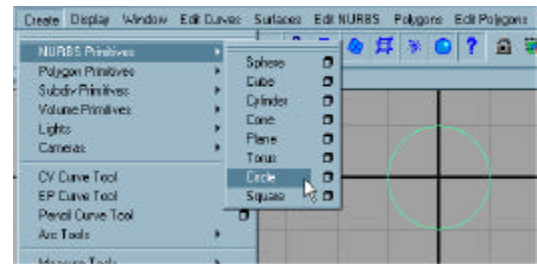 Create Display Window Edit Curves Surfaces Edit NURBS Polygons Edit Polygons
NURBS Primitives
Polygon Primitives
Subdiv Primitives
Volume Primitives
Lights
Cameras
CV Curve Tool
EP Curve Tool
Pencil Curve Tool
Arc Tools
Measure Tools
Sphere
Cube
Cylinder
Cone
Plane
Torus
Circle
Square